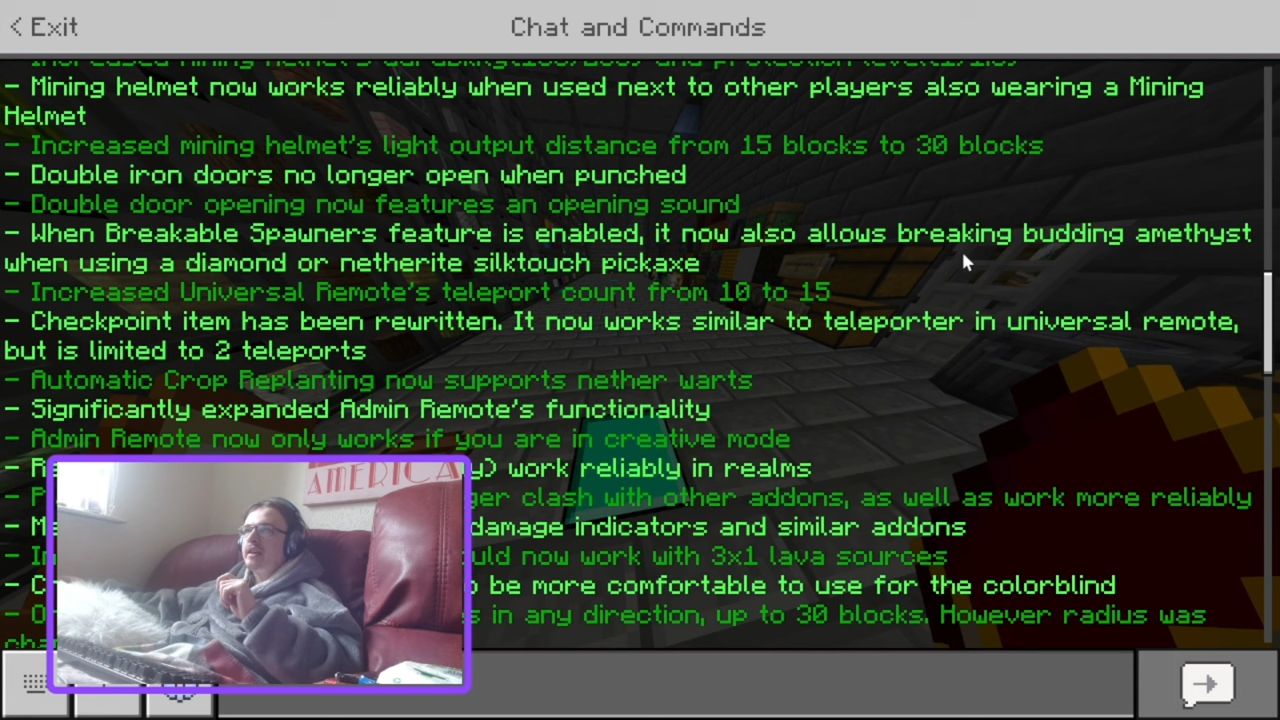 < Exit
Chat and Commands
- Increased mining helmet's
- Mining helmet now works reliably when used next to other players also wearing a Mining
Helmet
- Increased mining helmet's light output distance from 15 blocks to 30 blocks
- Double iron doors no longer open when punched
- Double door opening now features an opening sound
- When Breakable Spawners feature is enabled, it now also allows breaking budding amethyst
when using a diamond or netherite silktouch pickaxe
- Increased Universal Remote's teleport count from 10 to 15
- Checkpoint item has been rewritten. It now works similar to teleporter in universal remote,
but is limited to 2 teleports
- Automatic Crop Replanting now supports nether warts
- Significantly expanded Admin Remote's functionality
- Admin Remote now only works if you are in creative mode
y) work reliably in realms
ger clash with other addons, as well as work more reliably
damage indicators and similar addons
uld now work with 3x1 lava sources
be more comfortable to use for the colorblind
s in any direction, up to 30 blocks. However radius was
AMERICA